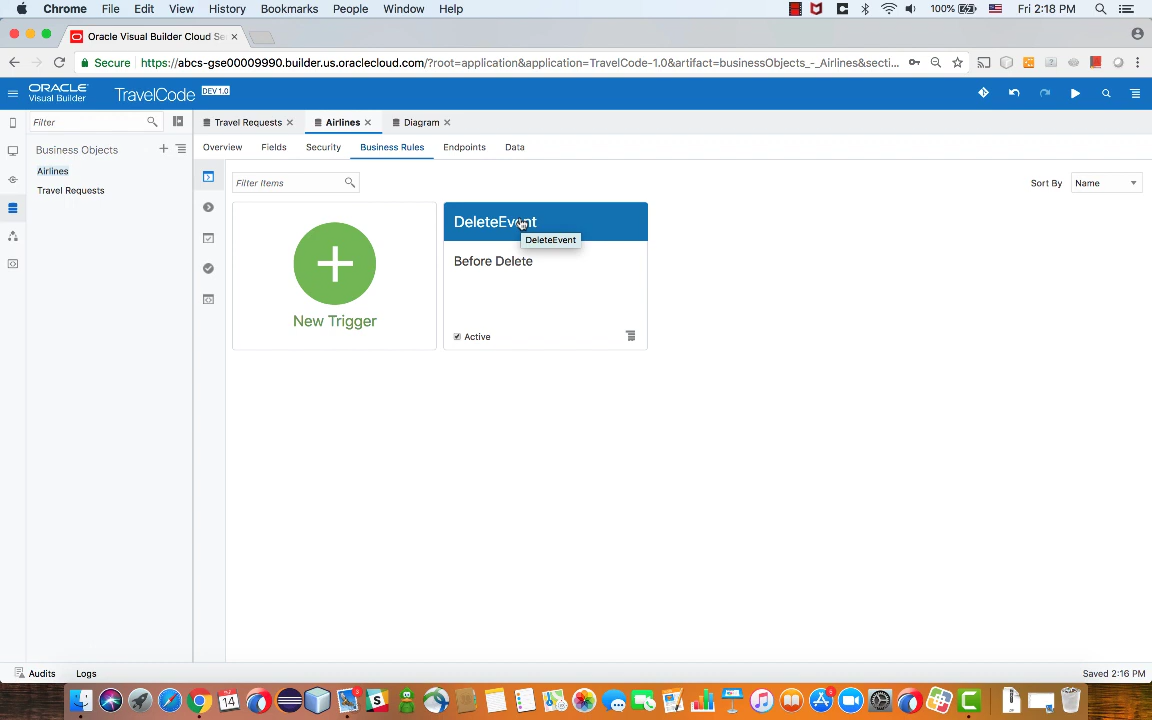 Chrome File Edit View History Bookmarks People Window Help 100% Fri 2:18 PM
Oracle Visual Builder Cloud Se
Secure https://abcs-gse00009990.builder.us.oraclecloud.com/?root=application&application=TravelCode-1.0&artifact=businessObjects_-_Airlines&secti...
ORACLE
Visual Builder
TravelCode DEV 1.0
Filter
Travel Requests Airlines Diagram
Business Objects
Overview Fields Security Business Rules Endpoints Data
Airlines
Travel Requests
Filter Items
Sort By Name
DeleteEvent
DeleteEvent
Before Delete
New Trigger
Active
Audits Logs Saved 2:16 PM